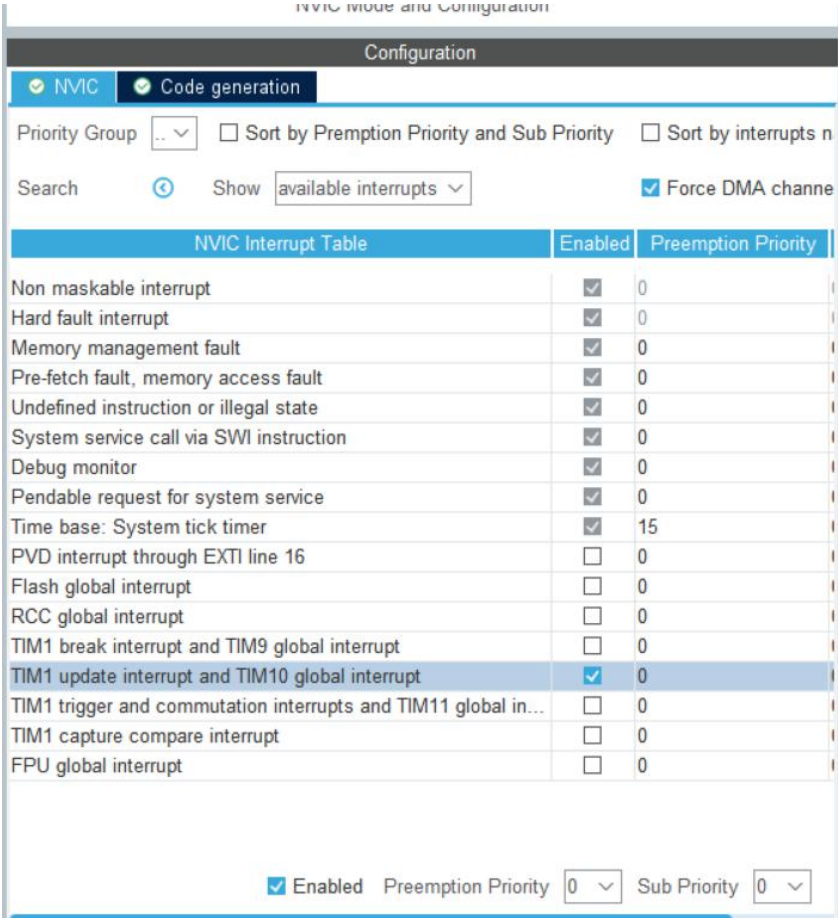 NVIC Mode and Configuration
Configuration
NVIC Code generation
Priority Group .. Sort by Premption Priority and Sub Priority Sort by interrupts n
Search Show available interrupts Force DMA channe
NVIC Interrupt Table Enabled Preemption Priority
Non maskable interrupt 0
Hard fault interrupt 0
Memory management fault 0
Pre-fetch fault, memory access fault 0
Undefined instruction or illegal state 0
System service call via SWI instruction 0
Debug monitor 0
Pendable request for system service 0
Time base: System tick timer 15
PVD interrupt through EXTI line 16 0
Flash global interrupt 0
RCC global interrupt 0
TIM1 break interrupt and TIM9 global interrupt 0
TIM1 update interrupt and TIM10 global interrupt 0
TIM1 trigger and commutation interrupts and TIM11 global in... 0
TIM1 capture compare interrupt 0
FPU global interrupt 0
Enabled Preemption Priority 0 Sub Priority 0